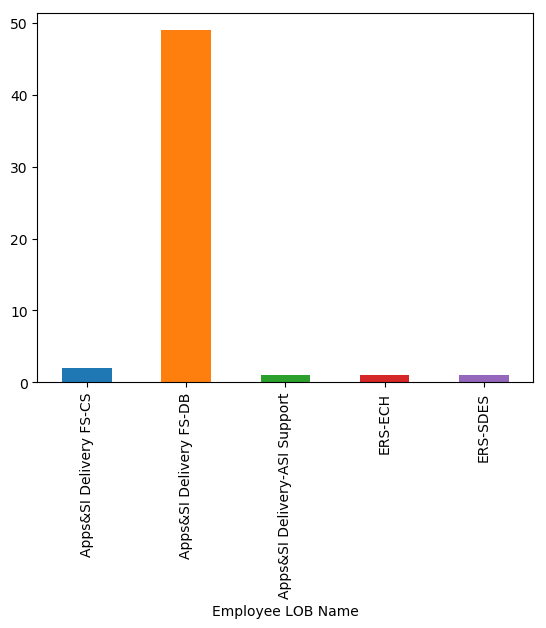 50
40
30
20
10
0
Apps&SI Delivery FS-CS
Apps&SI Delivery FS-DB
Apps&SI Delivery-ASI Support
ERS-ECH
ERS-SDES
Employee LOB Name